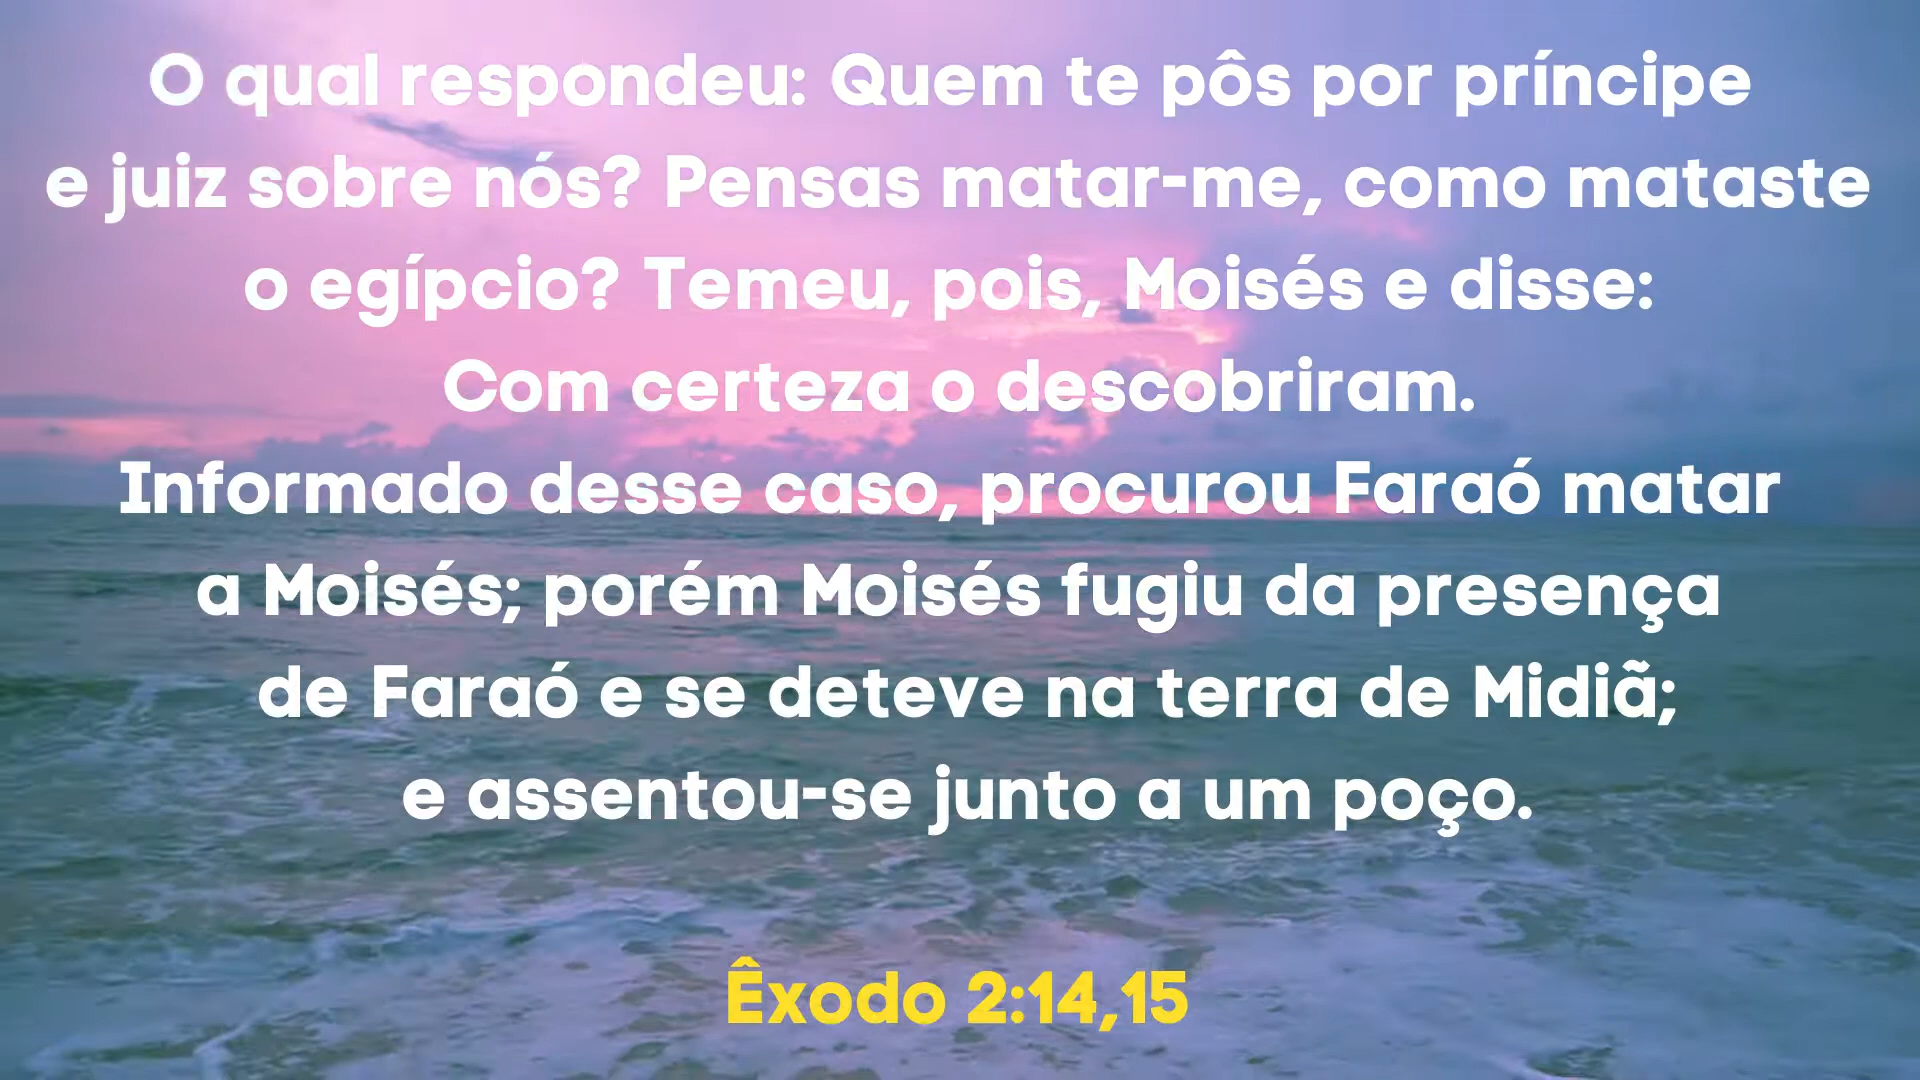 O qual respondeu: Quem te pôs por príncipe
e juiz sobre nós? Pensas matar-me, como mataste
o egípcio? Temeu, pois, Moisés e disse:
Com certeza o descobriram.
Informado desse caso, procurou Faraó matar
a Moisés; porém Moisés fugiu da presença
de Faraó e se deteve na terra de Midiã;
e assentou-se junto a um poço.
Êxodo 2:14,15